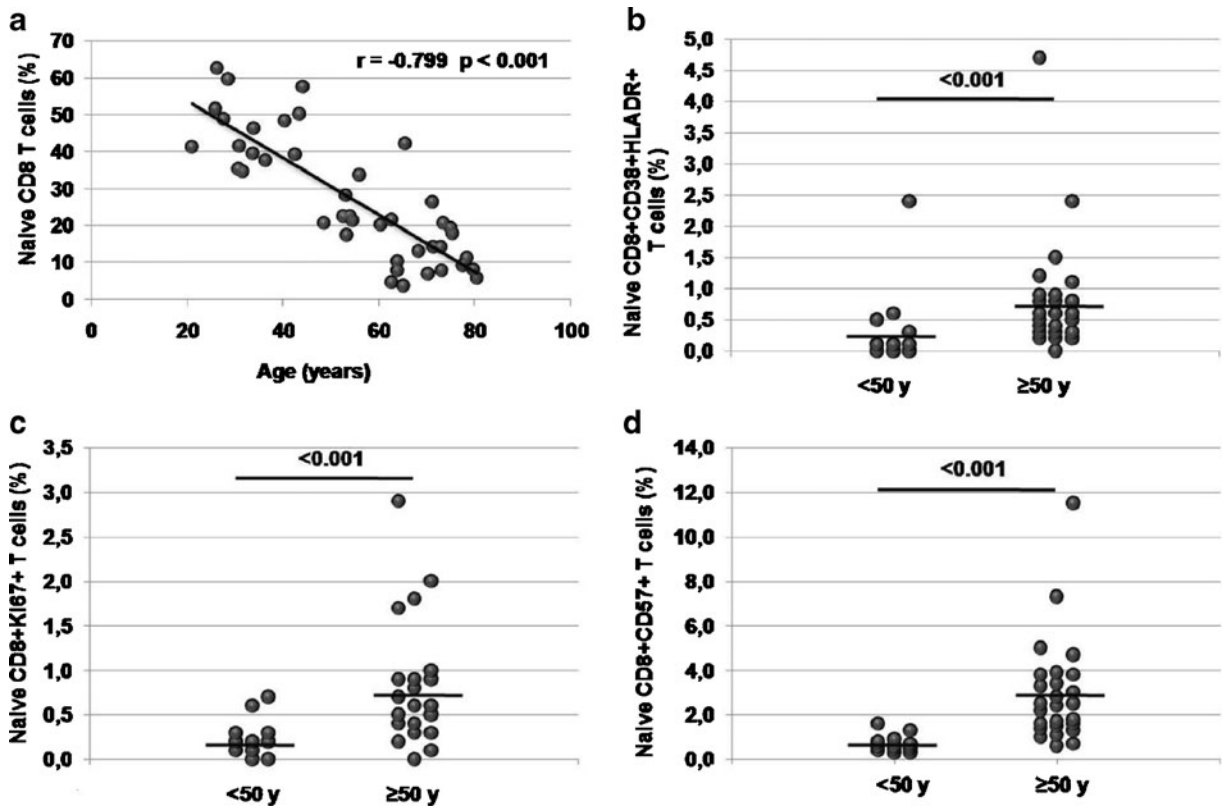 a
70
60
50
40
30
20
10
0
Naive CD8 T cells (%)
r = -0.799 p < 0.001
0 20 40 60 80 100
Age (years)
b
5,0
4,5
4,0
3,5
3,0
2,5
2,0
1,5
1,0
0,5
0,0
Naive CD8+CD38+HLADR+
T cells (%)
<0.001
<50 y ≥50 y
c
3,5
3,0
2,5
2,0
1,5
1,0
0,5
0,0
Naive CD8+KI67+ T cells (%)
<0.001
<50 y ≥50 y
d
14,0
12,0
10,0
8,0
6,0
4,0
2,0
0,0
Naive CD8+CD57+ T cells (%)
<0.001
<50 y ≥50 y